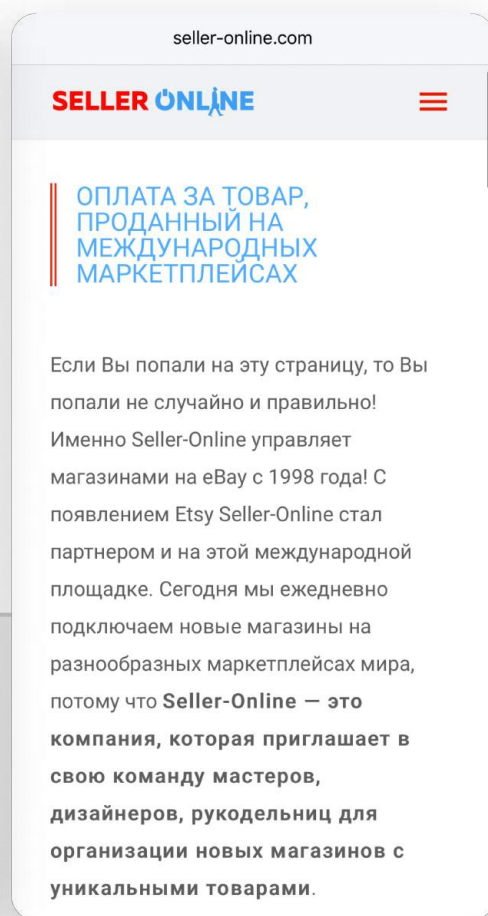 seller-online.com
SELLER ONLINE
ОПЛАТА ЗА ТОВАР,
ПРОДАННЫЙ НА
МЕЖДУНАРОДНЫХ
МАРКЕТПЛЕЙСАХ
Если Вы попали на эту страницу, то Вы
попали не случайно и правильно!
Именно Seller-Online управляет
магазинами на eBay с 1998 года! С
появлением Etsy Seller-Online стал
партнером и на этой международной
площадке. Сегодня мы ежедневно
подключаем новые магазины на
разнообразных маркетплейсах мира,
потому что Seller-Online — это
компания, которая приглашает в
свою команду мастеров,
дизайнеров, рукодельниц для
организации новых магазинов с
уникальными товарами.